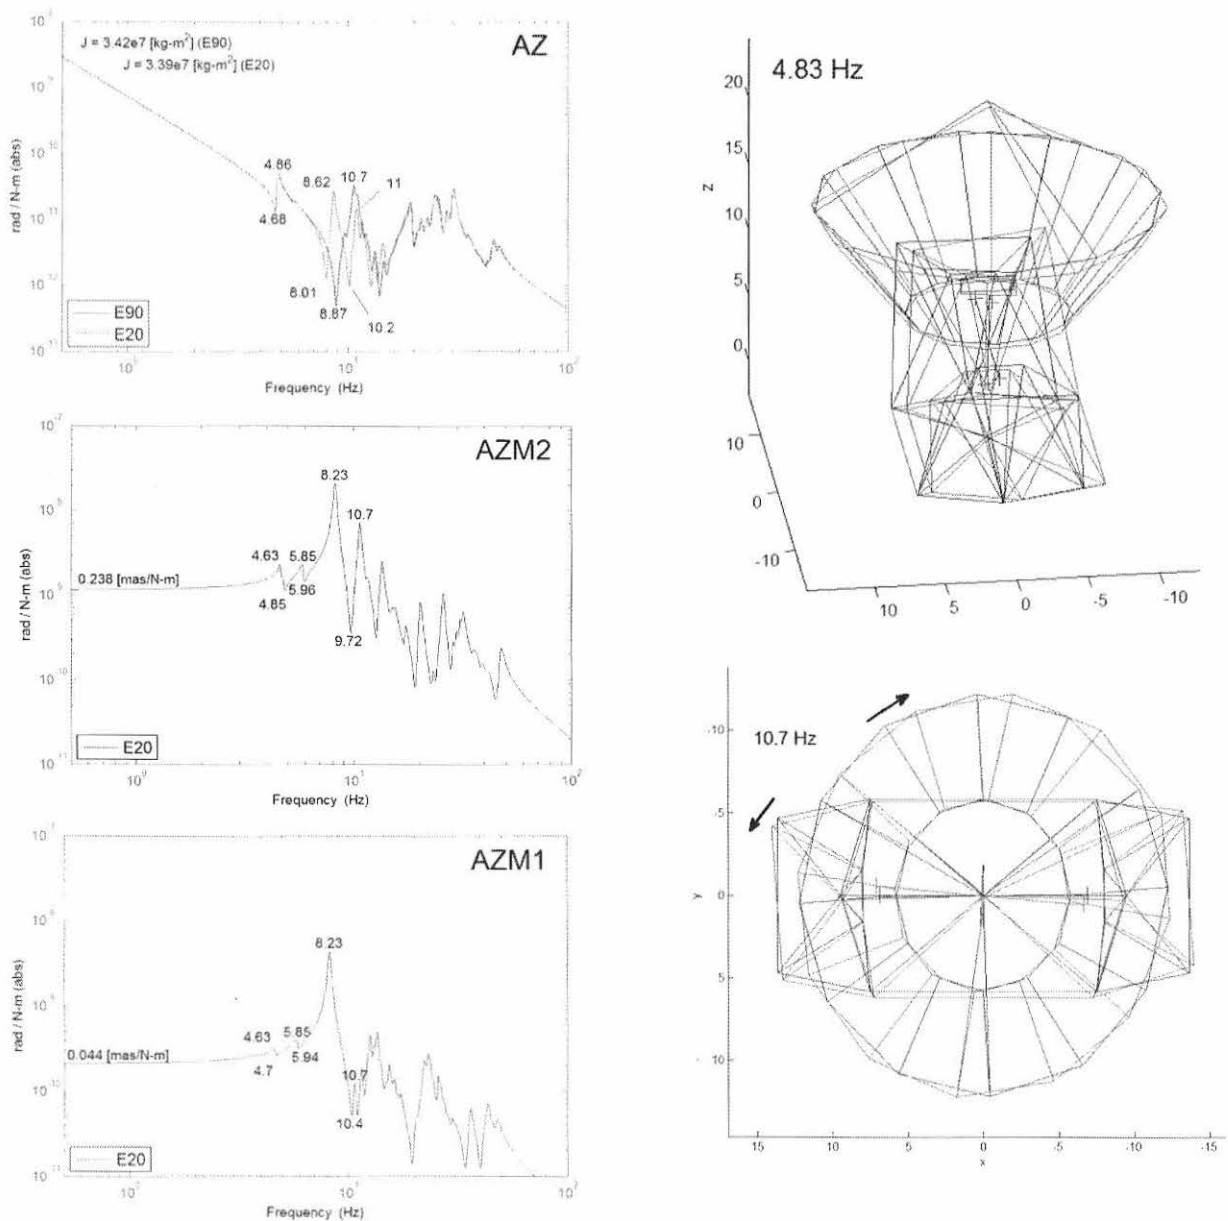 AZ
J = 3.42e7 [kg-m²] (E90)
J = 3.39e7 [kg-m²] (E20)
rad / N-m (abs)
4.86
4.68
8.62
10.7
11
8.01
8.87
10.2
E90
E20
Frequency (Hz)
AZM2
rad / N-m (abs)
8.23
10.7
4.63
5.85
0.238 [mas/N-m]
4.85
5.96
9.72
E20
Frequency (Hz)
AZM1
rad / N-m (abs)
8.23
4.63
5.85
0.044 [mas/N-m]
4.7
5.94
10.7
10.4
E20
Frequency (Hz)
4.83 Hz
Z
20
15
10
5
0
10
0
-10
10
5
0
-5
-10
10.7 Hz
y
-10
-5
0
5
10
15
10
5
0
-5
-10
-15
x